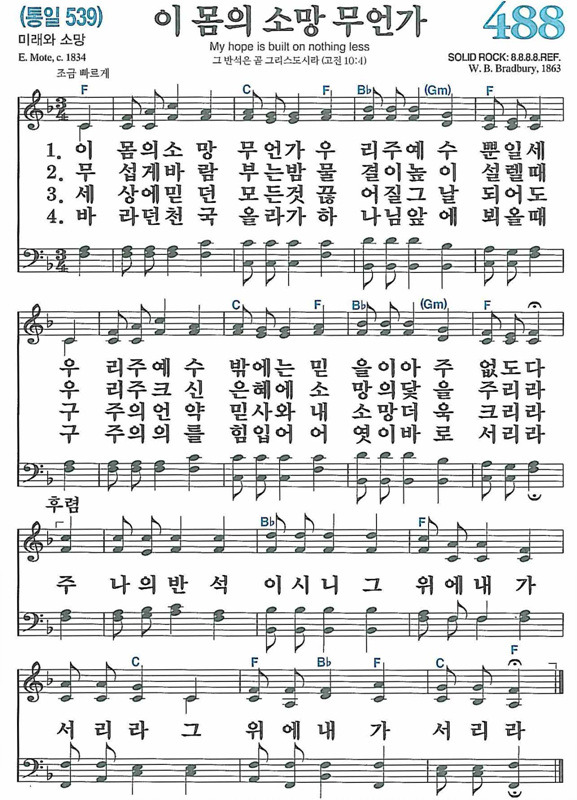 (통일 539)
이 몸의 소망 무언가
488
미래와 소망
My hope is built on nothing less
E. Mote, c. 1834
그 반석은 곧 그리스도시라 (고전 10:4)
SOLID ROCK: 8.8.8.8.REF.
W. B. Bradbury, 1863
조금 빠르게
F C F B♭ (Gm) F
1. 이 몸의소 망 무언가 우 리주예 수 뿐일세
2. 무 섭게바 람 부는밤 물 결이높 이 설렐때
3. 세 상에믿 던 모든것 끊 어질그 날 되어도
4. 바 라던천 국 올라가 하 나님앞 에 뵈올때
C F B♭ (Gm) F
우 리주예 수 밖에는 믿 을이아 주 없도다
우 리주크 신 은혜에 소 망의닻 을 주리라
구 주의언 약 믿사와 내 소망더 욱 크리라
구 주의의 를 힘입어 어 엿이바 로 서리라
후렴
B♭ F
주 나의반 석 이시니 그 위에내 가
C F B♭ F C F
서리라 그 위에내 가 서리라